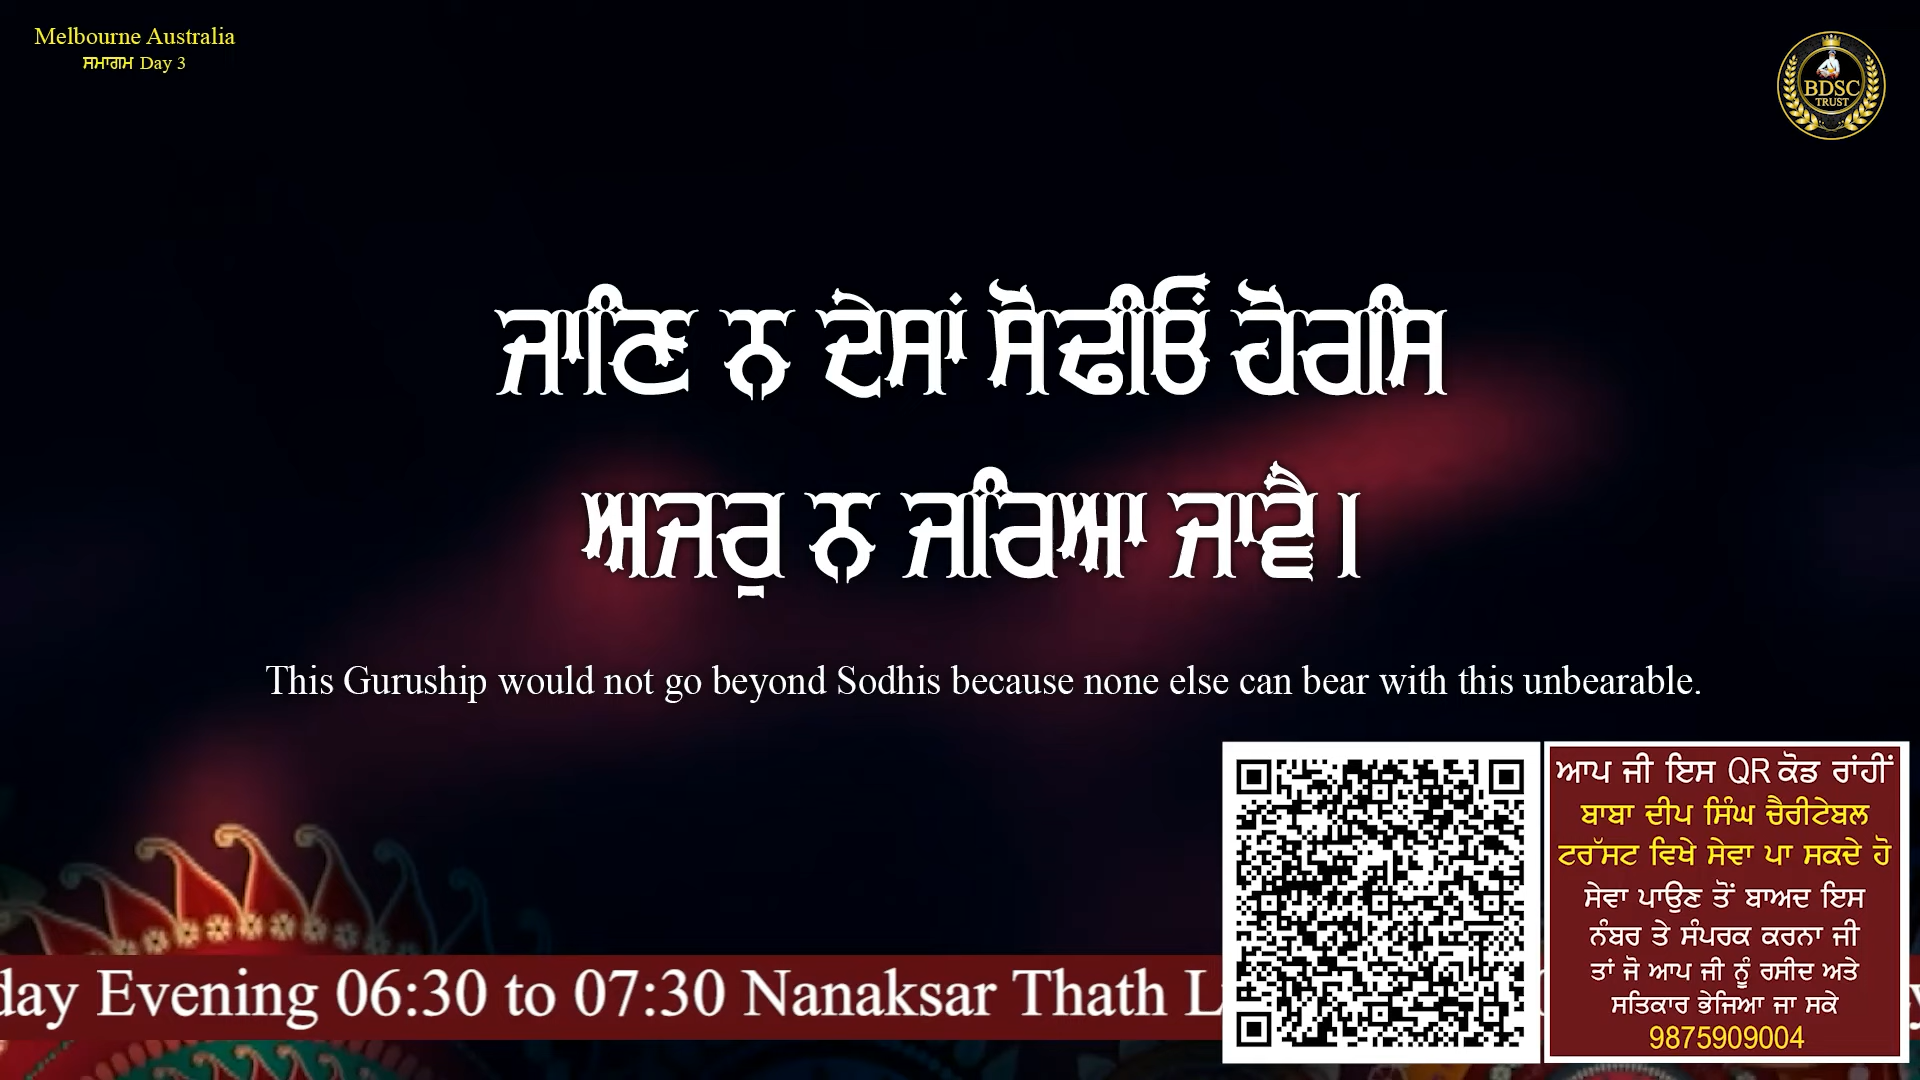 Melbourne Australia
ਸਮਾਗਮ Day 3
BDSC
TRUST
ਜਾਣਿ ਨ ਦੇਸਾਂ ਸੋਢੀਓਂ ਹੋਰਸਿ
ਅਜਰੁ ਨ ਜਰਿਆ ਜਾਵੈ।
This Guruship would not go beyond Sodhis because none else can bear with this unbearable.
ਆਪ ਜੀ ਇਸ QR ਕੋਡ ਰਾਂਹੀਂ
ਬਾਬਾ ਦੀਪ ਸਿੰਘ ਚੈਰੀਟੇਬਲ
ਟਰੱਸਟ ਵਿਖੇ ਸੇਵਾ ਪਾ ਸਕਦੇ ਹੋ
ਸੇਵਾ ਪਾਉਣ ਤੋਂ ਬਾਅਦ ਇਸ
ਨੰਬਰ ਤੇ ਸੰਪਰਕ ਕਰਨਾ ਜੀ
ਤਾਂ ਜੋ ਆਪ ਜੀ ਨੂੰ ਰਸੀਦ ਅਤੇ
ਸਤਿਕਾਰ ਭੇਜਿਆ ਜਾ ਸਕੇ
9875909004
day Evening 06:30 to 07:30 Nanaksar Thath